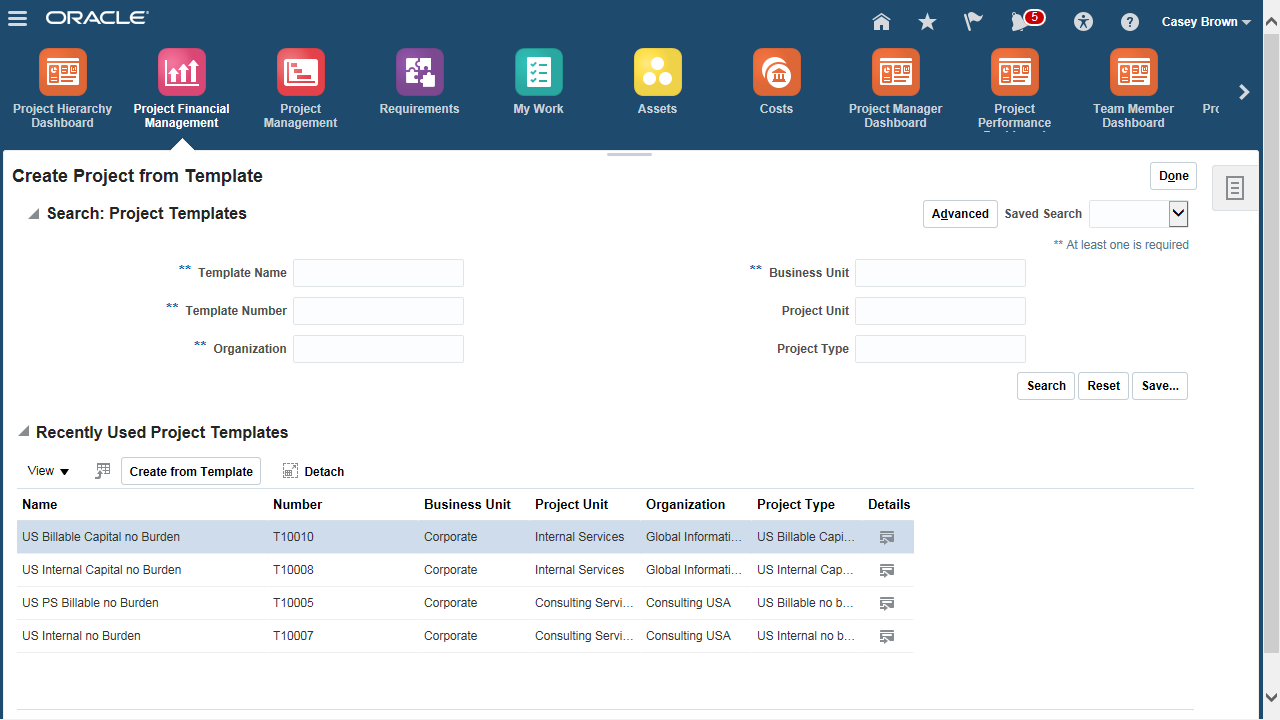 ORACLE
5
Casey Brown
Project Hierarchy
Dashboard
Project Financial
Management
Project
Management
Requirements
My Work
Assets
Costs
Project Manager
Dashboard
Project
Performance
Team Member
Dashboard
Create Project from Template
Done
Search: Project Templates
Advanced Saved Search
** At least one is required
** Template Name
** Business Unit
** Template Number
Project Unit
** Organization
Project Type
Search Reset Save...
Recently Used Project Templates
View Create from Template Detach
Name Number Business Unit Project Unit Organization Project Type Details
US Billable Capital no Burden T10010 Corporate Internal Services Global Informati... US Billable Capi...
US Internal Capital no Burden T10008 Corporate Internal Services Global Informati... US Internal Cap...
US PS Billable no Burden T10005 Corporate Consulting Servi... Consulting USA US Billable no b...
US Internal no Burden T10007 Corporate Consulting Servi... Consulting USA US Internal no b...